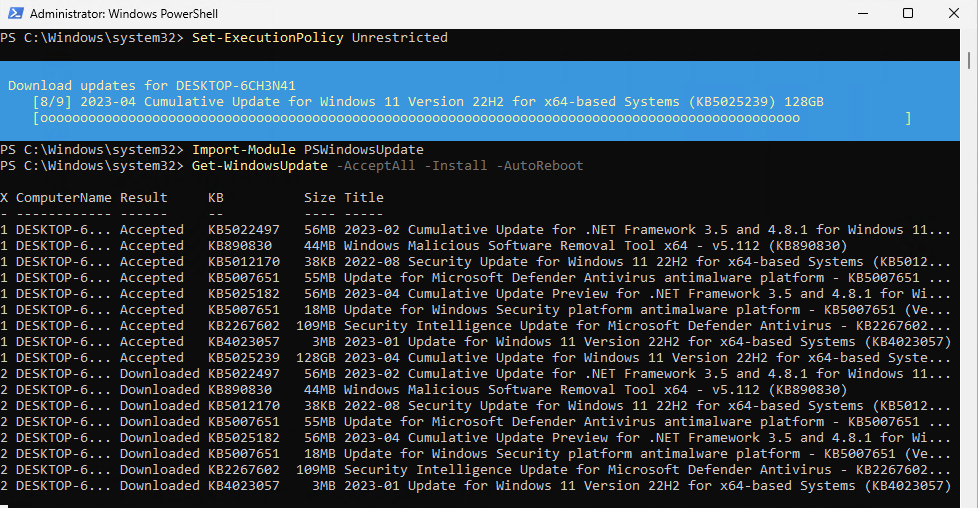 Administrator: Windows PowerShell
PS C:\Windows\system32> Set-ExecutionPolicy Unrestricted
Download updates for DESKTOP-6CH3N41
[8/9] 2023-04 Cumulative Update for Windows 11 Version 22H2 for x64-based Systems (KB5025239) 128GB
[ooooooooooooooooooooooooooooooooooooooooooooooooooooooooooooooooooooooooooooooooooooooooooooooo             ]
PS C:\Windows\system32> Import-Module PSWindowsUpdate
PS C:\Windows\system32> Get-WindowsUpdate -AcceptAll -Install -AutoReboot
X ComputerName Result     KB          Size Title
- ------------ ------     --          ---- -----
1 DESKTOP-6... Accepted   KB5022497   56MB 2023-02 Cumulative Update for .NET Framework 3.5 and 4.8.1 for Windows 11...
1 DESKTOP-6... Accepted   KB890830    44MB Windows Malicious Software Removal Tool x64 - v5.112 (KB890830)
1 DESKTOP-6... Accepted   KB5012170   38KB 2022-08 Security Update for Windows 11 22H2 for x64-based Systems (KB5012...
1 DESKTOP-6... Accepted   KB5007651   55MB Update for Microsoft Defender Antivirus antimalware platform - KB5007651 ...
1 DESKTOP-6... Accepted   KB5025182   56MB 2023-04 Cumulative Update Preview for .NET Framework 3.5 and 4.8.1 for Wi...
1 DESKTOP-6... Accepted   KB5007651   18MB Update for Windows Security platform antimalware platform - KB5007651 (Ve...
1 DESKTOP-6... Accepted   KB2267602  109MB Security Intelligence Update for Microsoft Defender Antivirus - KB2267602...
1 DESKTOP-6... Accepted   KB4023057    3MB 2023-01 Update for Windows 11 Version 22H2 for x64-based Systems (KB4023057)
1 DESKTOP-6... Accepted   KB5025239  128GB 2023-04 Cumulative Update for Windows 11 Version 22H2 for x64-based Syste...
2 DESKTOP-6... Downloaded KB5022497   56MB 2023-02 Cumulative Update for .NET Framework 3.5 and 4.8.1 for Windows 11...
2 DESKTOP-6... Downloaded KB890830    44MB Windows Malicious Software Removal Tool x64 - v5.112 (KB890830)
2 DESKTOP-6... Downloaded KB5012170   38KB 2022-08 Security Update for Windows 11 22H2 for x64-based Systems (KB5012...
2 DESKTOP-6... Downloaded KB5007651   55MB Update for Microsoft Defender Antivirus antimalware platform - KB5007651 ...
2 DESKTOP-6... Downloaded KB5025182   56MB 2023-04 Cumulative Update Preview for .NET Framework 3.5 and 4.8.1 for Wi...
2 DESKTOP-6... Downloaded KB5007651   18MB Update for Windows Security platform antimalware platform - KB5007651 (Ve...
2 DESKTOP-6... Downloaded KB2267602  109MB Security Intelligence Update for Microsoft Defender Antivirus - KB2267602...
2 DESKTOP-6... Downloaded KB4023057    3MB 2023-01 Update for Windows 11 Version 22H2 for x64-based Systems (KB4023057)